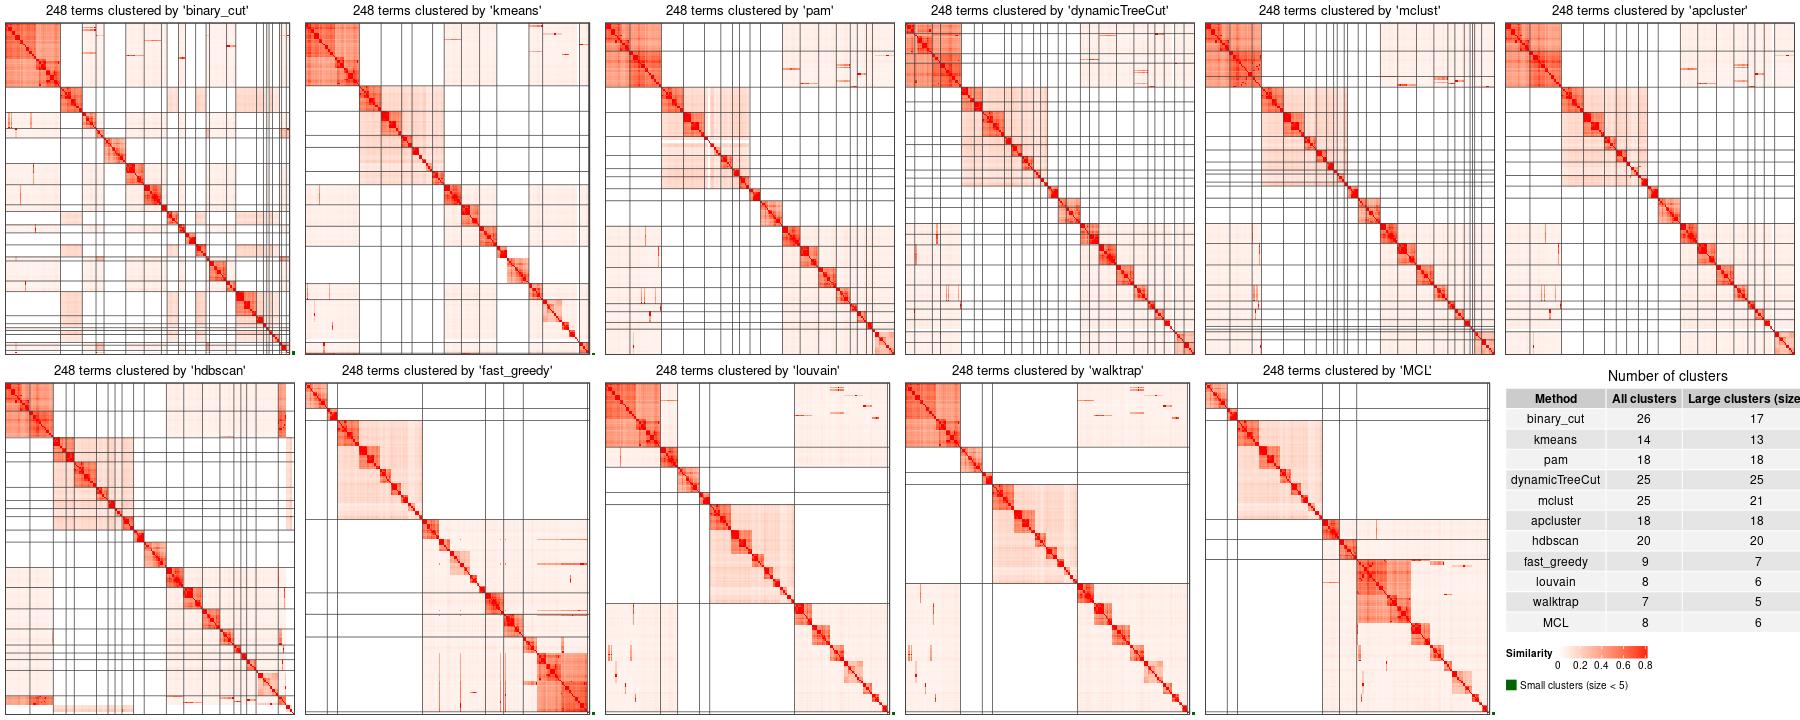 248 terms clustered by 'binary_cut'
248 terms clustered by 'kmeans'
248 terms clustered by 'pam'
248 terms clustered by 'dynamicTreeCut'
248 terms clustered by 'mclust'
248 terms clustered by 'apcluster'
248 terms clustered by 'hdbscan'
248 terms clustered by 'fast_greedy'
248 terms clustered by 'louvain'
248 terms clustered by 'walktrap'
248 terms clustered by 'MCL'
Number of clusters
Method All clusters Large clusters (size
binary_cut 26 17
kmeans 14 13
pam 18 18
dynamicTreeCut 25 25
mclust 25 21
apcluster 18 18
hdbscan 20 20
fast_greedy 9 7
louvain 8 6
walktrap 7 5
MCL 8 6
Similarity
0 0.2 0.4 0.6 0.8
Small clusters (size < 5)